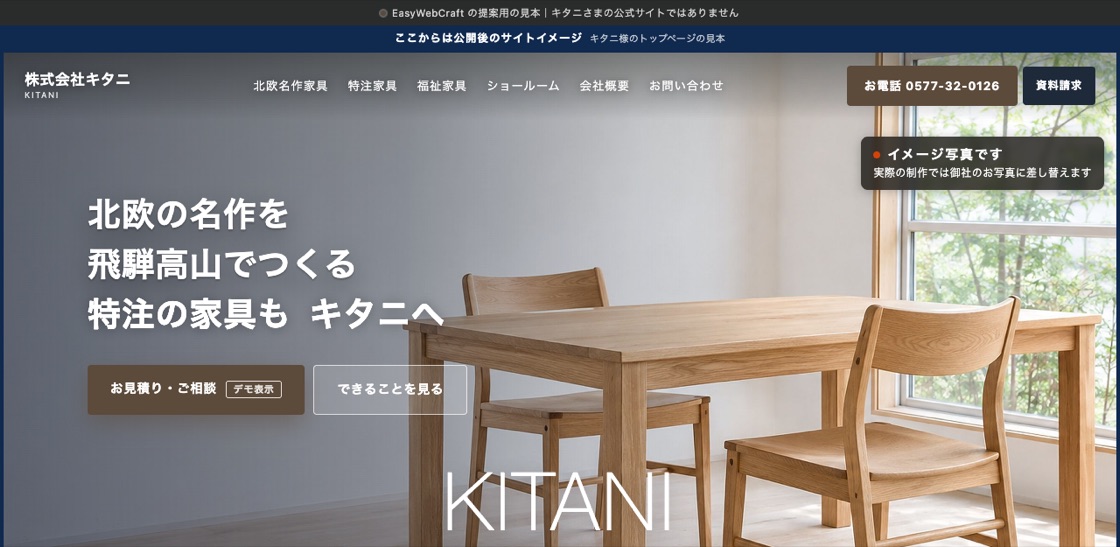 EasyWebCraft の提案用の見本｜キタニさまの公式サイトではありません
ここからは公開後のサイトイメージ キタニ様のトップページの見本
株式会社キタニ
KITANI
北欧名作家具 特注家具 福祉家具 ショールーム 会社概要 お問い合わせ
お電話 0577-32-0126
資料請求
イメージ写真です
実際の制作では御社のお写真に差し替えます
北欧の名作を
飛騨高山でつくる
特注の家具も キタニへ
お見積り・ご相談 デモ表示
できることを見る
KITANI